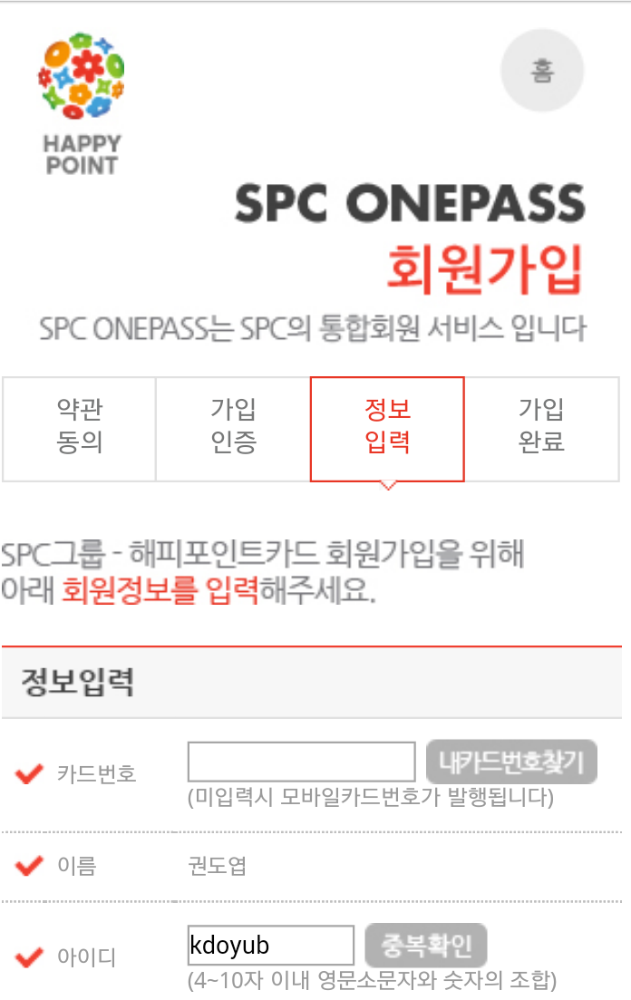 HAPPY
POINT
홈
SPC ONEPASS
회원가입
SPC ONEPASS는 SPC의 통합회원 서비스 입니다
약관
동의
가입
인증
정보
입력
가입
완료
SPC그룹 - 해피포인트카드 회원가입을 위해
아래 회원정보를 입력해주세요.
정보입력
카드번호 내카드번호찾기
(미입력시 모바일카드번호가 발행됩니다)
이름 권도엽
아이디 kdoyub 중복확인
(4~10자 이내 영문소문자와 숫자의 조합)